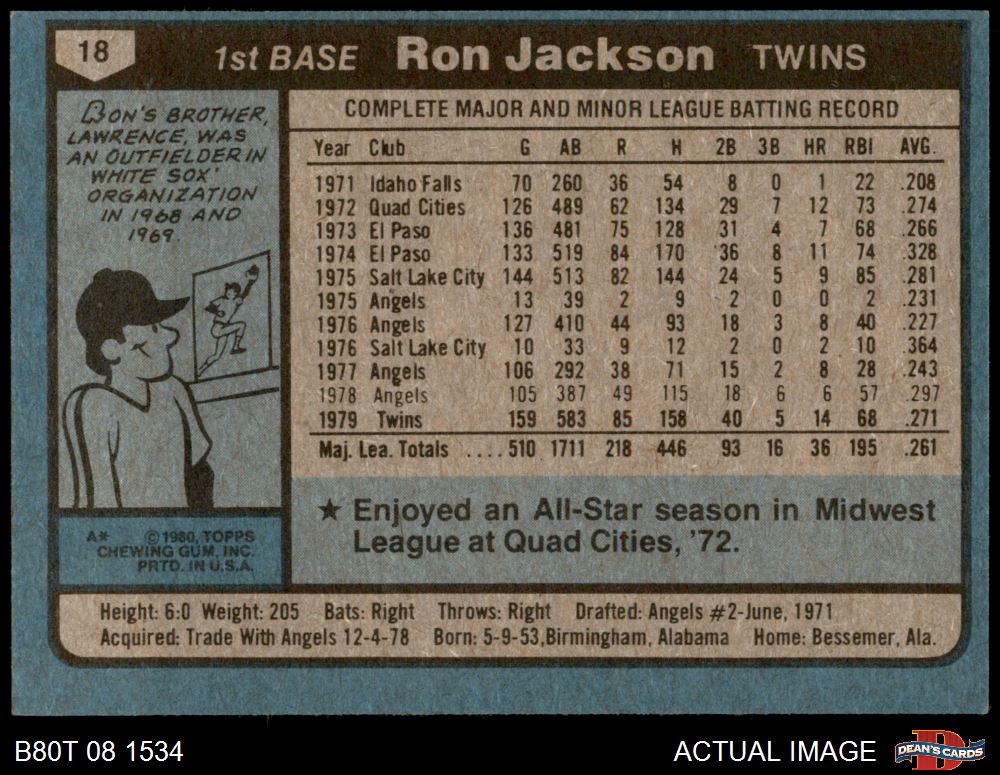 18
1st BASE Ron Jackson TWINS
RON'S BROTHER,
LAWRENCE, WAS
AN OUTFIELDER IN
WHITE SOX'
ORGANIZATION
IN 1968 AND
1969.
COMPLETE MAJOR AND MINOR LEAGUE BATTING RECORD
Year Club G AB R H 2B 3B HR RBI AVG.
1971 Idaho Falls 70 260 36 54 8 0 1 22 .208
1972 Quad Cities 126 489 62 134 29 7 12 73 .274
1973 El Paso 136 481 75 128 31 4 7 68 .266
1974 El Paso 133 519 84 170 36 8 11 74 .328
1975 Salt Lake City 144 513 82 144 24 5 9 85 .281
1975 Angels 13 39 2 9 2 0 0 2 .231
1976 Angels 127 410 44 93 18 3 8 40 .227
1976 Salt Lake City 10 33 9 12 2 0 2 10 .364
1977 Angels 106 292 38 71 15 2 8 28 .243
1978 Angels 105 387 49 115 18 6 6 57 .297
1979 Twins 159 583 85 158 40 5 14 68 .271
Maj. Lea. Totals ....510 1711 218 446 93 16 36 195 .261
★ Enjoyed an All-Star season in Midwest
League at Quad Cities, '72.
A* ©1980, TOPPS
CHEWING GUM, INC.
PRTD. IN U.S.A.
Height: 6:0 Weight: 205 Bats: Right Throws: Right Drafted: Angels #2-June, 1971
Acquired: Trade With Angels 12-4-78 Born: 5-9-53, Birmingham, Alabama Home: Bessemer, Ala.
B80T 08 1534
ACTUAL IMAGE
DEAN'S CARDS